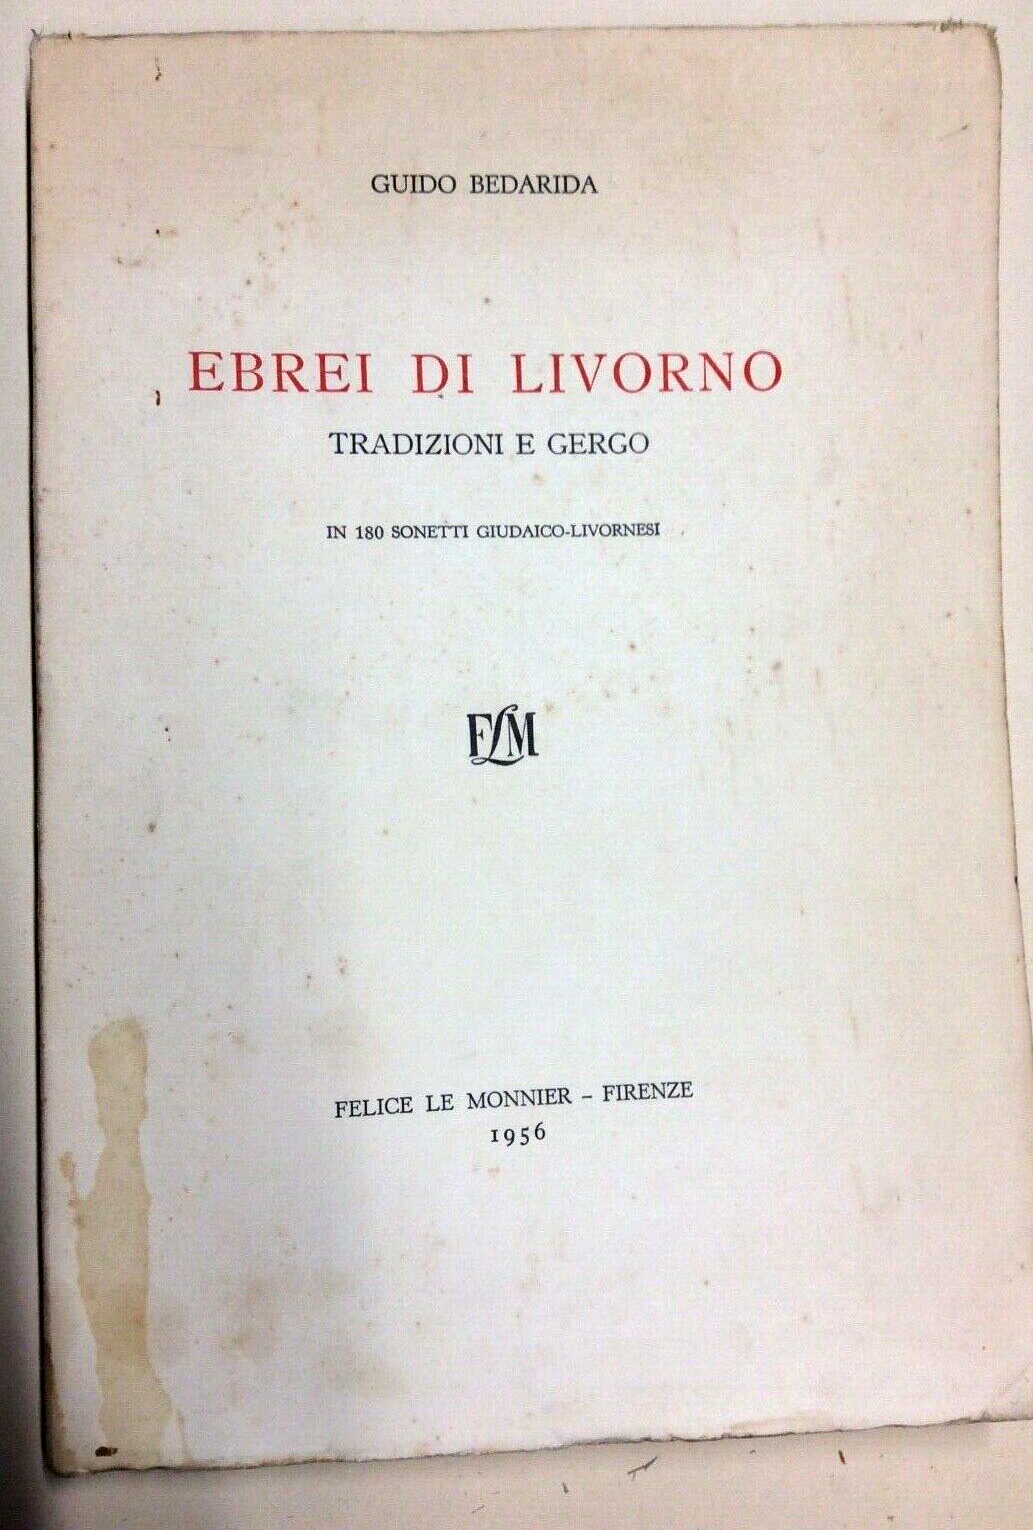 GUIDO BEDARIDA
EBREI DI LIVORNO
TRADIZIONI E GERGO
IN 180 SONETTI GIUDAICO-LIVORNESI
FLM
FELICE LE MONNIER – FIRENZE
1956